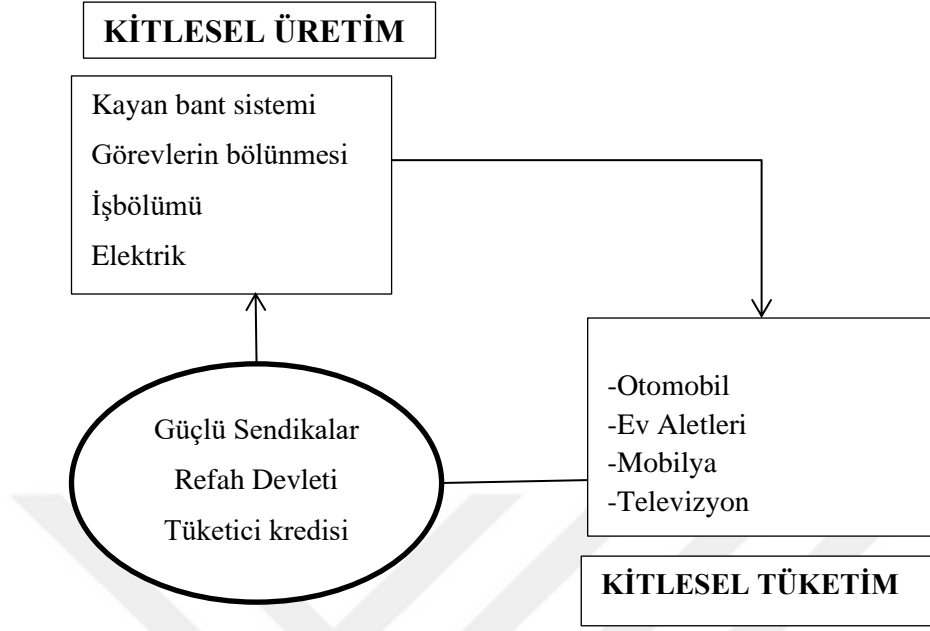 KİTLESEL ÜRETİM
Kayan bant sistemi
Görevlerin bölünmesi
İşbölümü
Elektrik
Güçlü Sendikalar
Refah Devleti
Tüketici kredisi
-Otomobil
-Ev Aletleri
-Mobilya
-Televizyon
KİTLESEL TÜKETİM